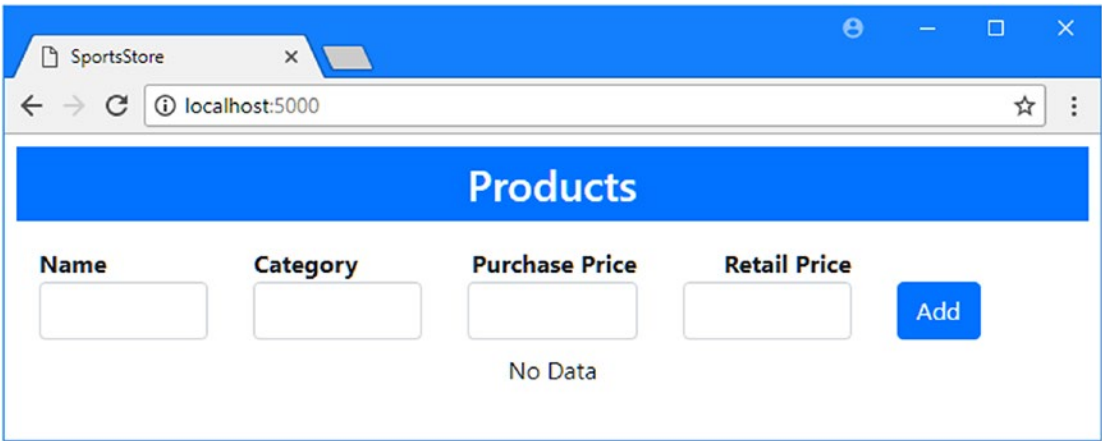 SportsStore
localhost:5000
Products
Name Category Purchase Price Retail Price
Add
No Data